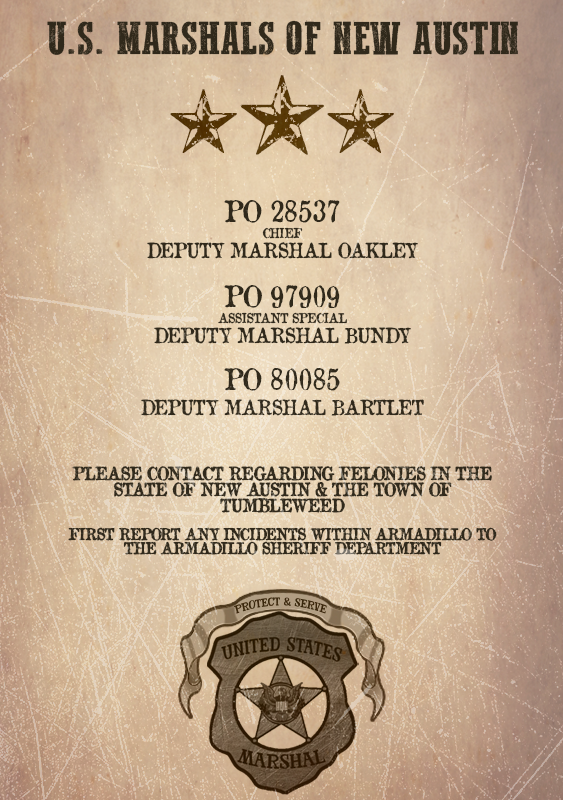 U.S. MARSHALS OF NEW AUSTIN
PO 28537
CHIEF
DEPUTY MARSHAL OAKLEY
PO 97909
ASSISTANT SPECIAL
DEPUTY MARSHAL BUNDY
PO 80085
DEPUTY MARSHAL BARTLET
PLEASE CONTACT REGARDING FELONIES IN THE
STATE OF NEW AUSTIN & THE TOWN OF
TUMBLEWEED
FIRST REPORT ANY INCIDENTS WITHIN ARMADILLO TO
THE ARMADILLO SHERIFF DEPARTMENT
PROTECT & SERVE
UNITED STATES
MARSHAL